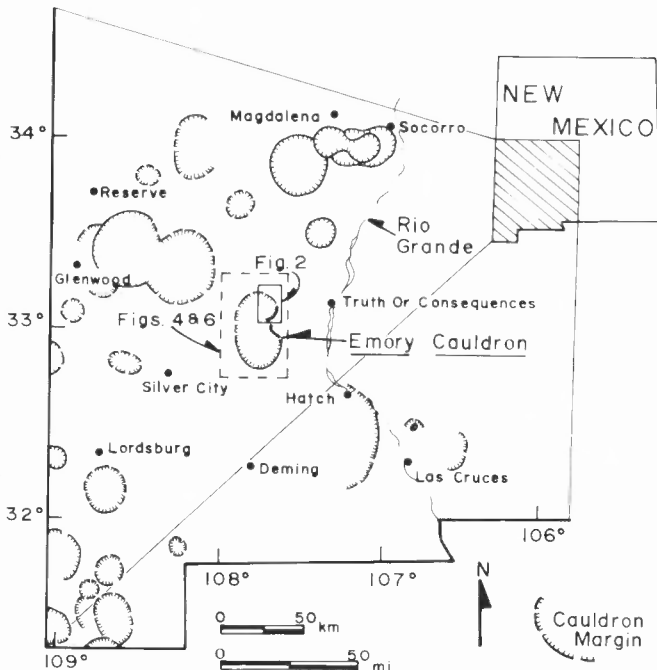 NEW
MEXICO
34°
Magdalena
Socorro
Reserve
Rio
Grande
Glenwood
Fig. 2
Truth Or Consequences
33°
Figs. 4&6
Emory Cauldron
Silver City
Hatch
Lordsburg
Deming
Las Cruces
32°
106°
108°
107°
N
0 50
km
Cauldron
Margin
0 50
mi
109°